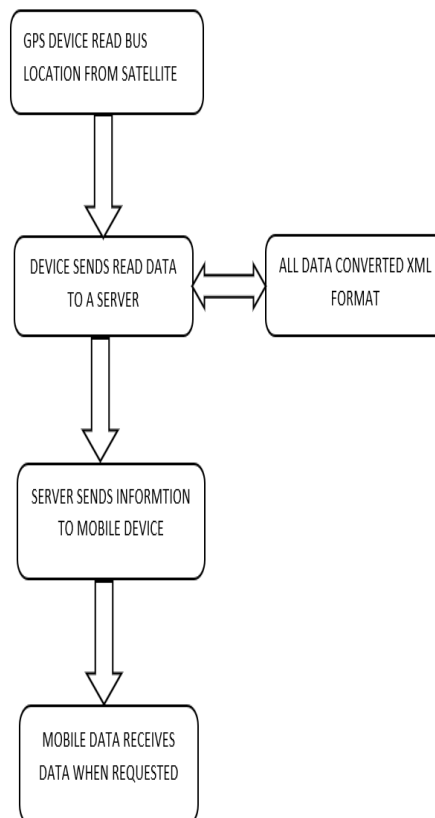 GPS DEVICE READ BUS
LOCATION FROM SATELLITE
DEVICE SENDS READ DATA
TO A SERVER
ALL DATA CONVERTED XML
FORMAT
SERVER SENDS INFORMTION
TO MOBILE DEVICE
MOBILE DATA RECEIVES
DATA WHEN REQUESTED